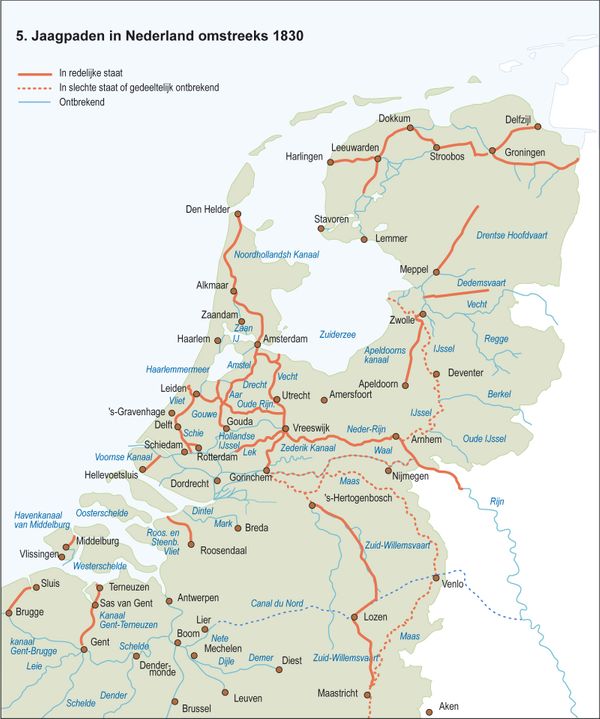 5. Jaagpaden in Nederland omstreeks 1830
In redelijke staat
In slechte staat of gedeeltelijk ontbrekend
Ontbrekend
Dokkum
Delfzijl
Leeuwarden
Harlingen
Stroobos
Groningen
Den Helder
Stavoren
Lemmer
Drentse Hoofdvaart
Noordhollandsh Kanaal
Meppel
Alkmaar
Dedemsvaart
Zaandam
Zaan
Zwolle
Vecht
Haarlem
IJ
Amsterdam
Zuiderzee
Regge
Apeldoorns
kanaal
IJssel
Haarlemmermeer
Amstel
Vecht
Deventer
Leiden
Drecht
Apeldoorn
Vliet
Aar
Utrecht
Amersfoort
Berkel
Oude Rijn
's-Gravenhage
Gouwe
IJssel
Delft
Gouda
Vreeswijk
Neder-Rijn
Schie
Hollandse
IJssel
Arnhem
Oude IJssel
Schiedam
Rotterdam
Lek
Zederik Kanaal
Waal
Voornse Kanaal
Hellevoetsluis
Gorinchem
Nijmegen
Dordrecht
Maas
's-Hertogenbosch
Rijn
Havenkanaal
van Middelburg
Oosterschelde
Dintel
Mark
Breda
Roos. en
Steenb.
Vliet
Middelburg
Zuid-Willemsvaart
Vlissingen
Roosendaal
Westerschelde
Sluis
Terneuzen
Venlo
Antwerpen
Sas van Gent
Canal du Nord
Brugge
Kanaal
Gent-Terneuzen
Lier
Lozen
Boom
Nete
Maas
kanaal
Gent-Brugge
Gent
Schelde
Mechelen
Zuid-Willemsvaart
Leie
Dender-
monde
Dijle
Demer
Diest
Schelde
Dender
Leuven
Maastricht
Brussel
Aken